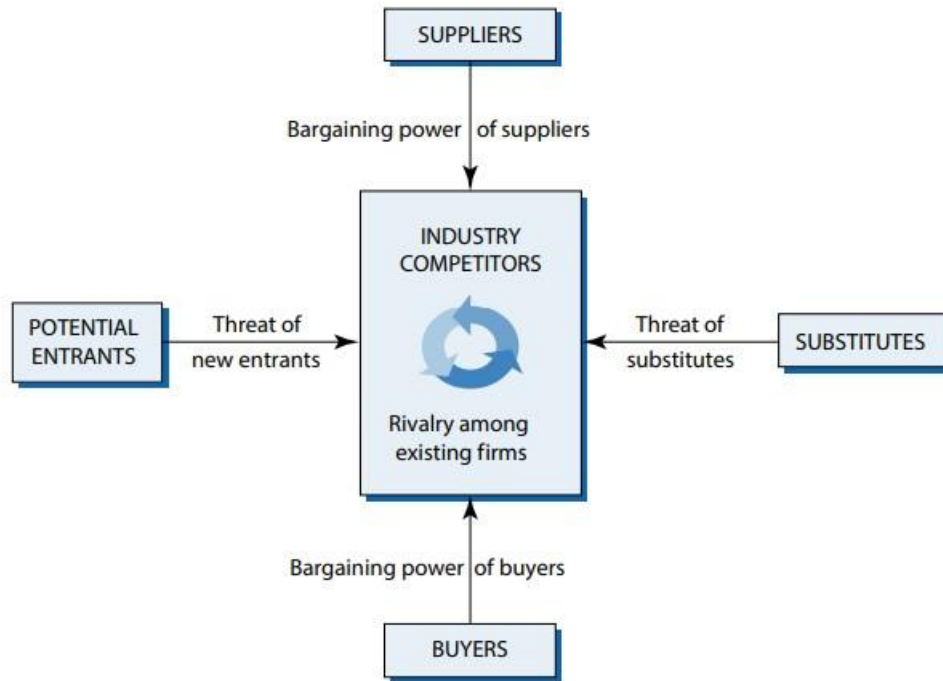 SUPPLIERS
Bargaining power of suppliers
INDUSTRY
COMPETITORS
POTENTIAL
ENTRANTS
Threat of
new entrants
Threat of
substitutes
SUBSTITUTES
Rivalry among
existing firms
Bargaining power of buyers
BUYERS